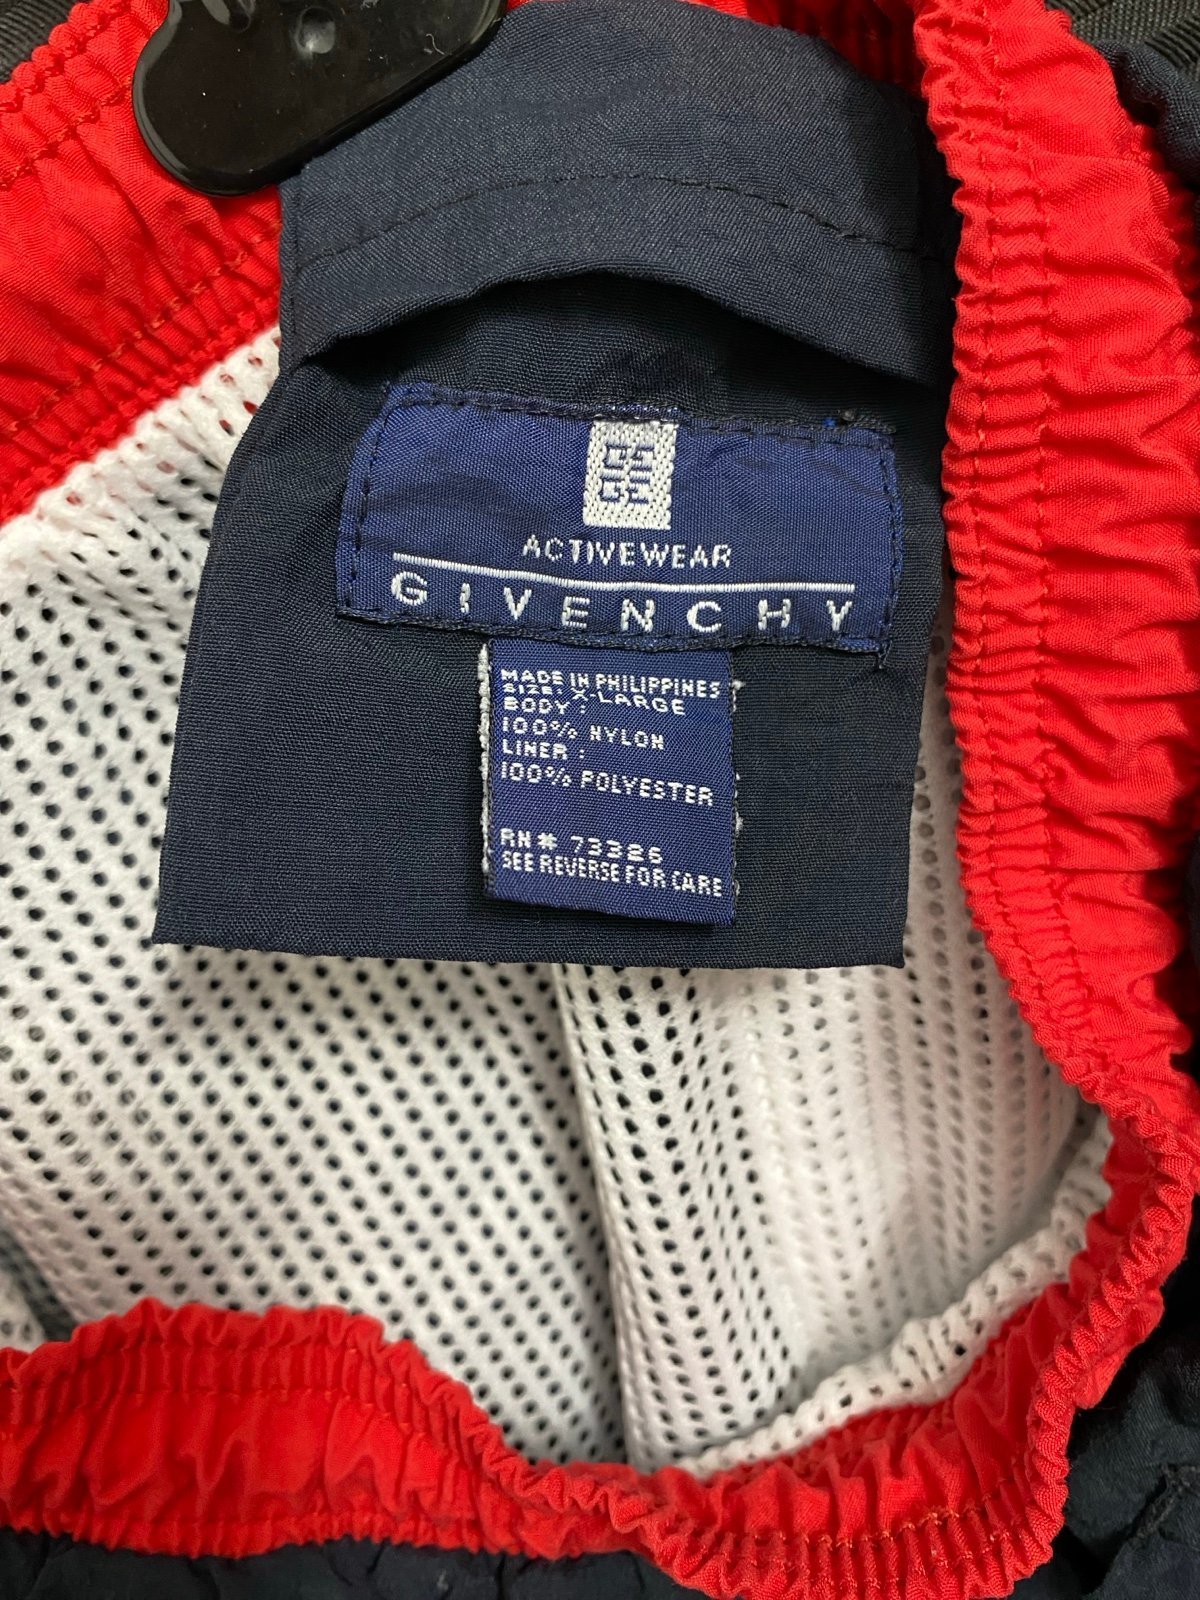 ACTIVEWEAR
GIVENCHY
MADE IN PHILIPPINES
SIZE: X-LARGE
BODY :
100% NYLON
LINER :
100% POLYESTER
RN # 73326
SEE REVERSE FOR CARE